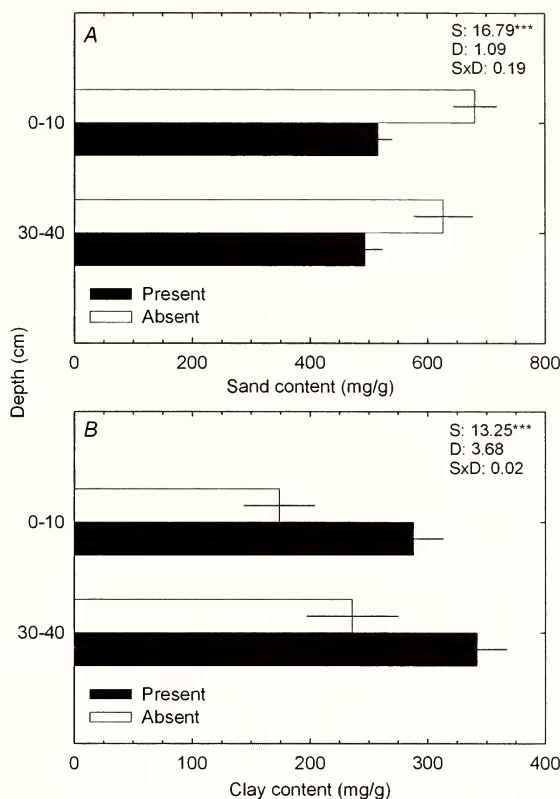 A
S: 16.79***
D: 1.09
SxD: 0.19
0-10
30-40
Present
Absent
0 200 400 600 800
Sand content (mg/g)
Depth (cm)
B
S: 13.25***
D: 3.68
SxD: 0.02
0-10
30-40
Present
Absent
0 100 200 300 400
Clay content (mg/g)